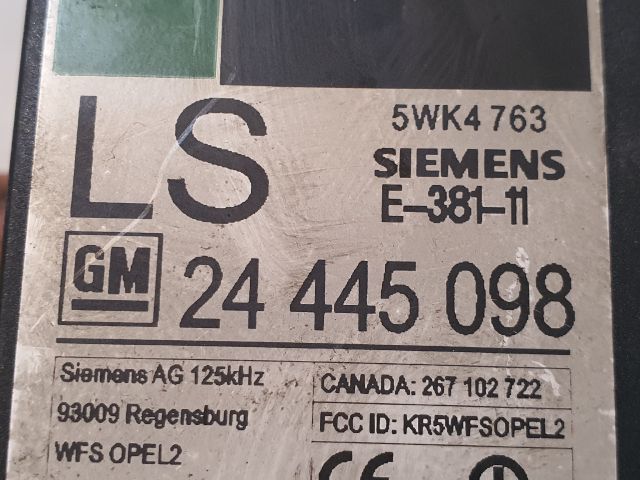 LS
5WK4 763
SIEMENS
E-381-11
GM
24 445 098
Siemens AG 125kHz
93009 Regensburg
WFS OPEL2
CANADA: 267 102 722
FCC ID: KR5WFSOPEL2
CE